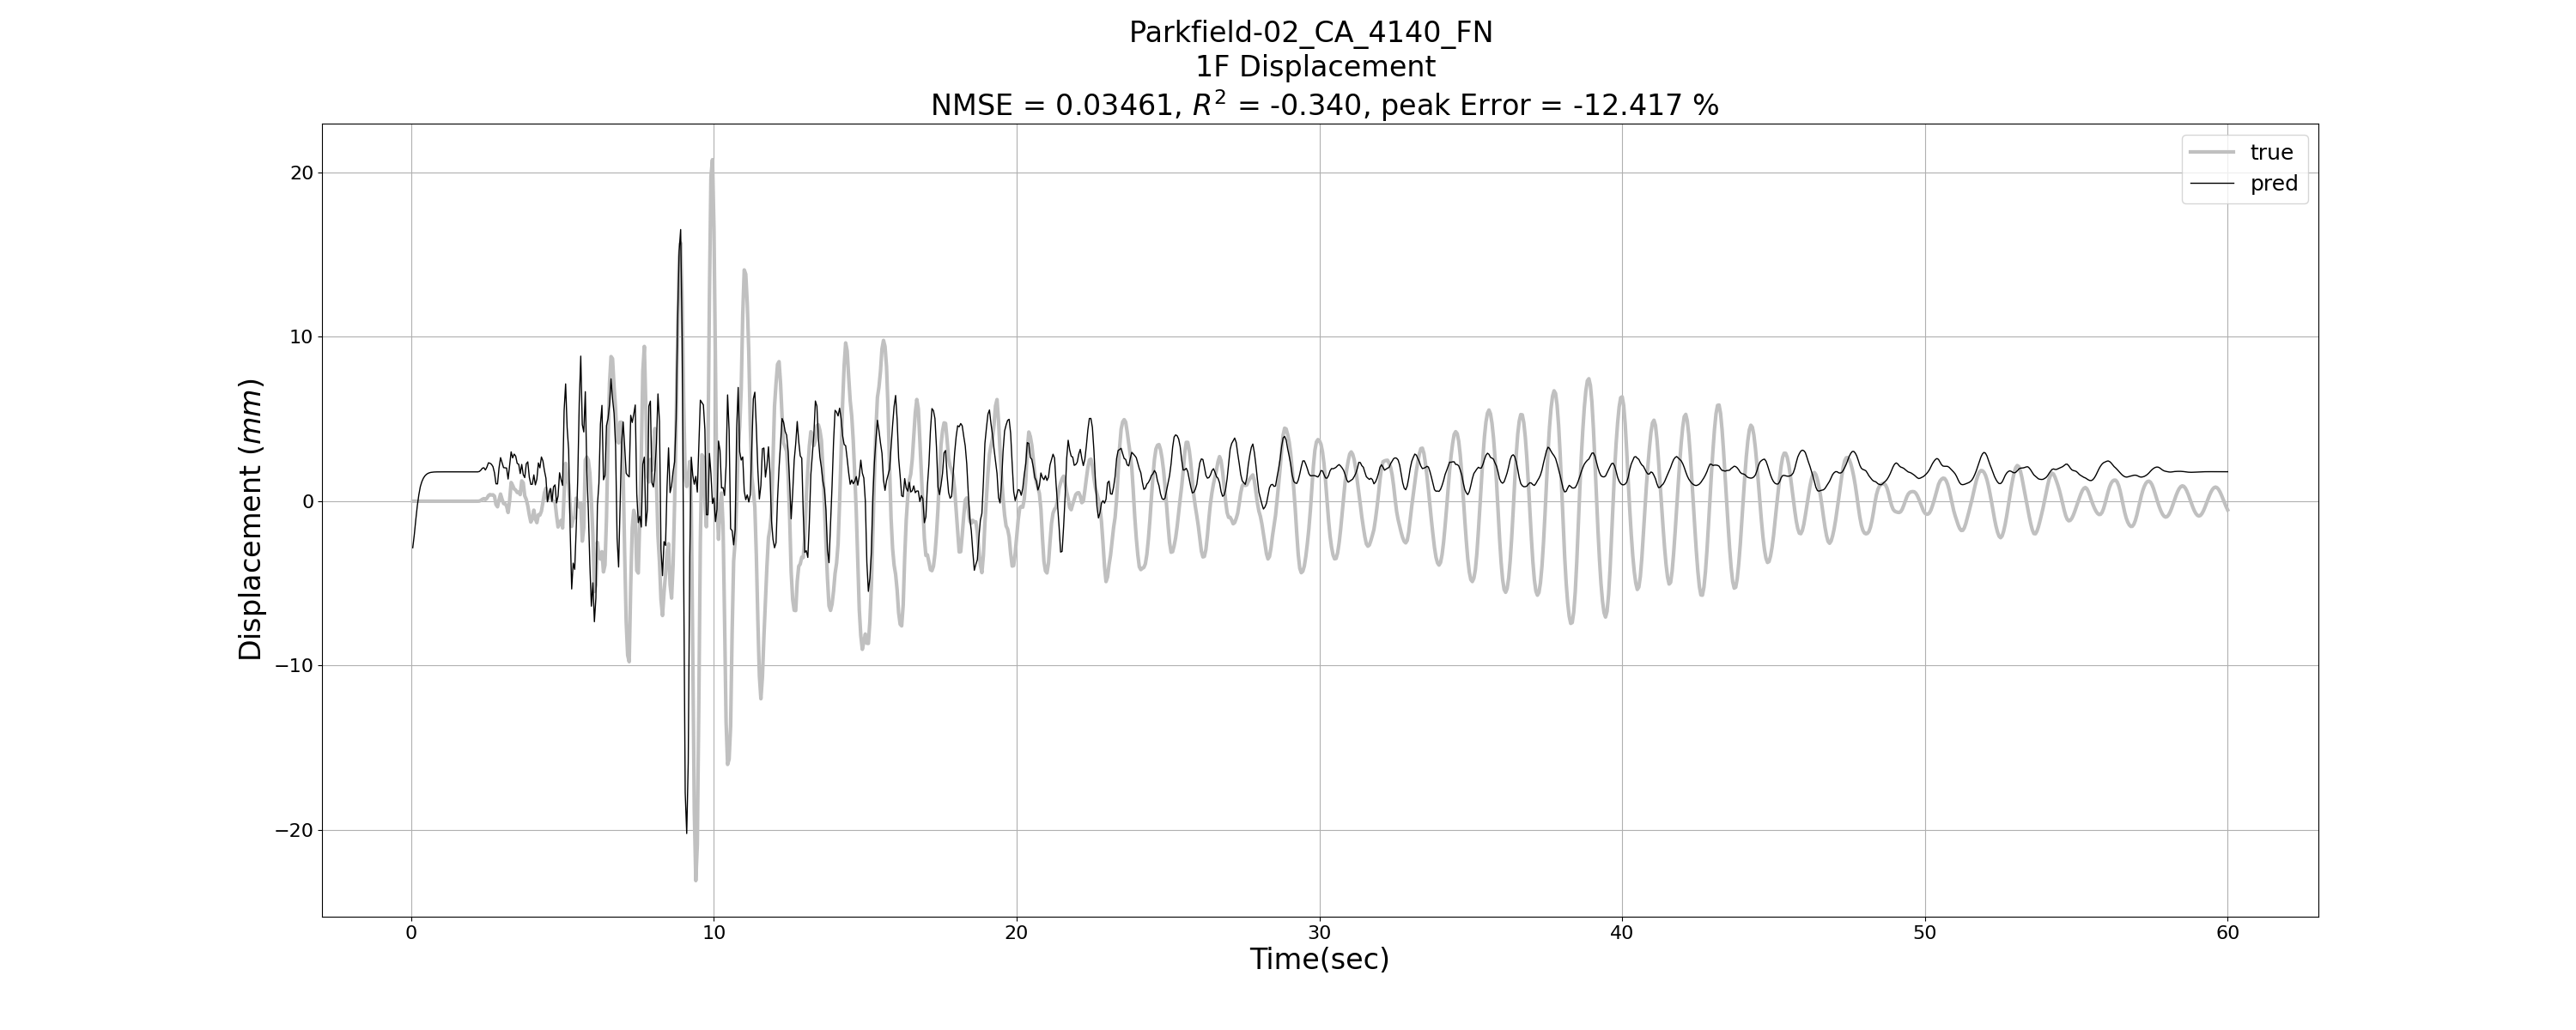 Parkfield-02_CA_4140_FN
1F Displacement
NMSE = 0.03461, R² = -0.340, peak Error = -12.417 %
true
pred
20
10
0
−10
−20
Displacement (mm)
0 10 20 30 40 50 60
Time(sec)